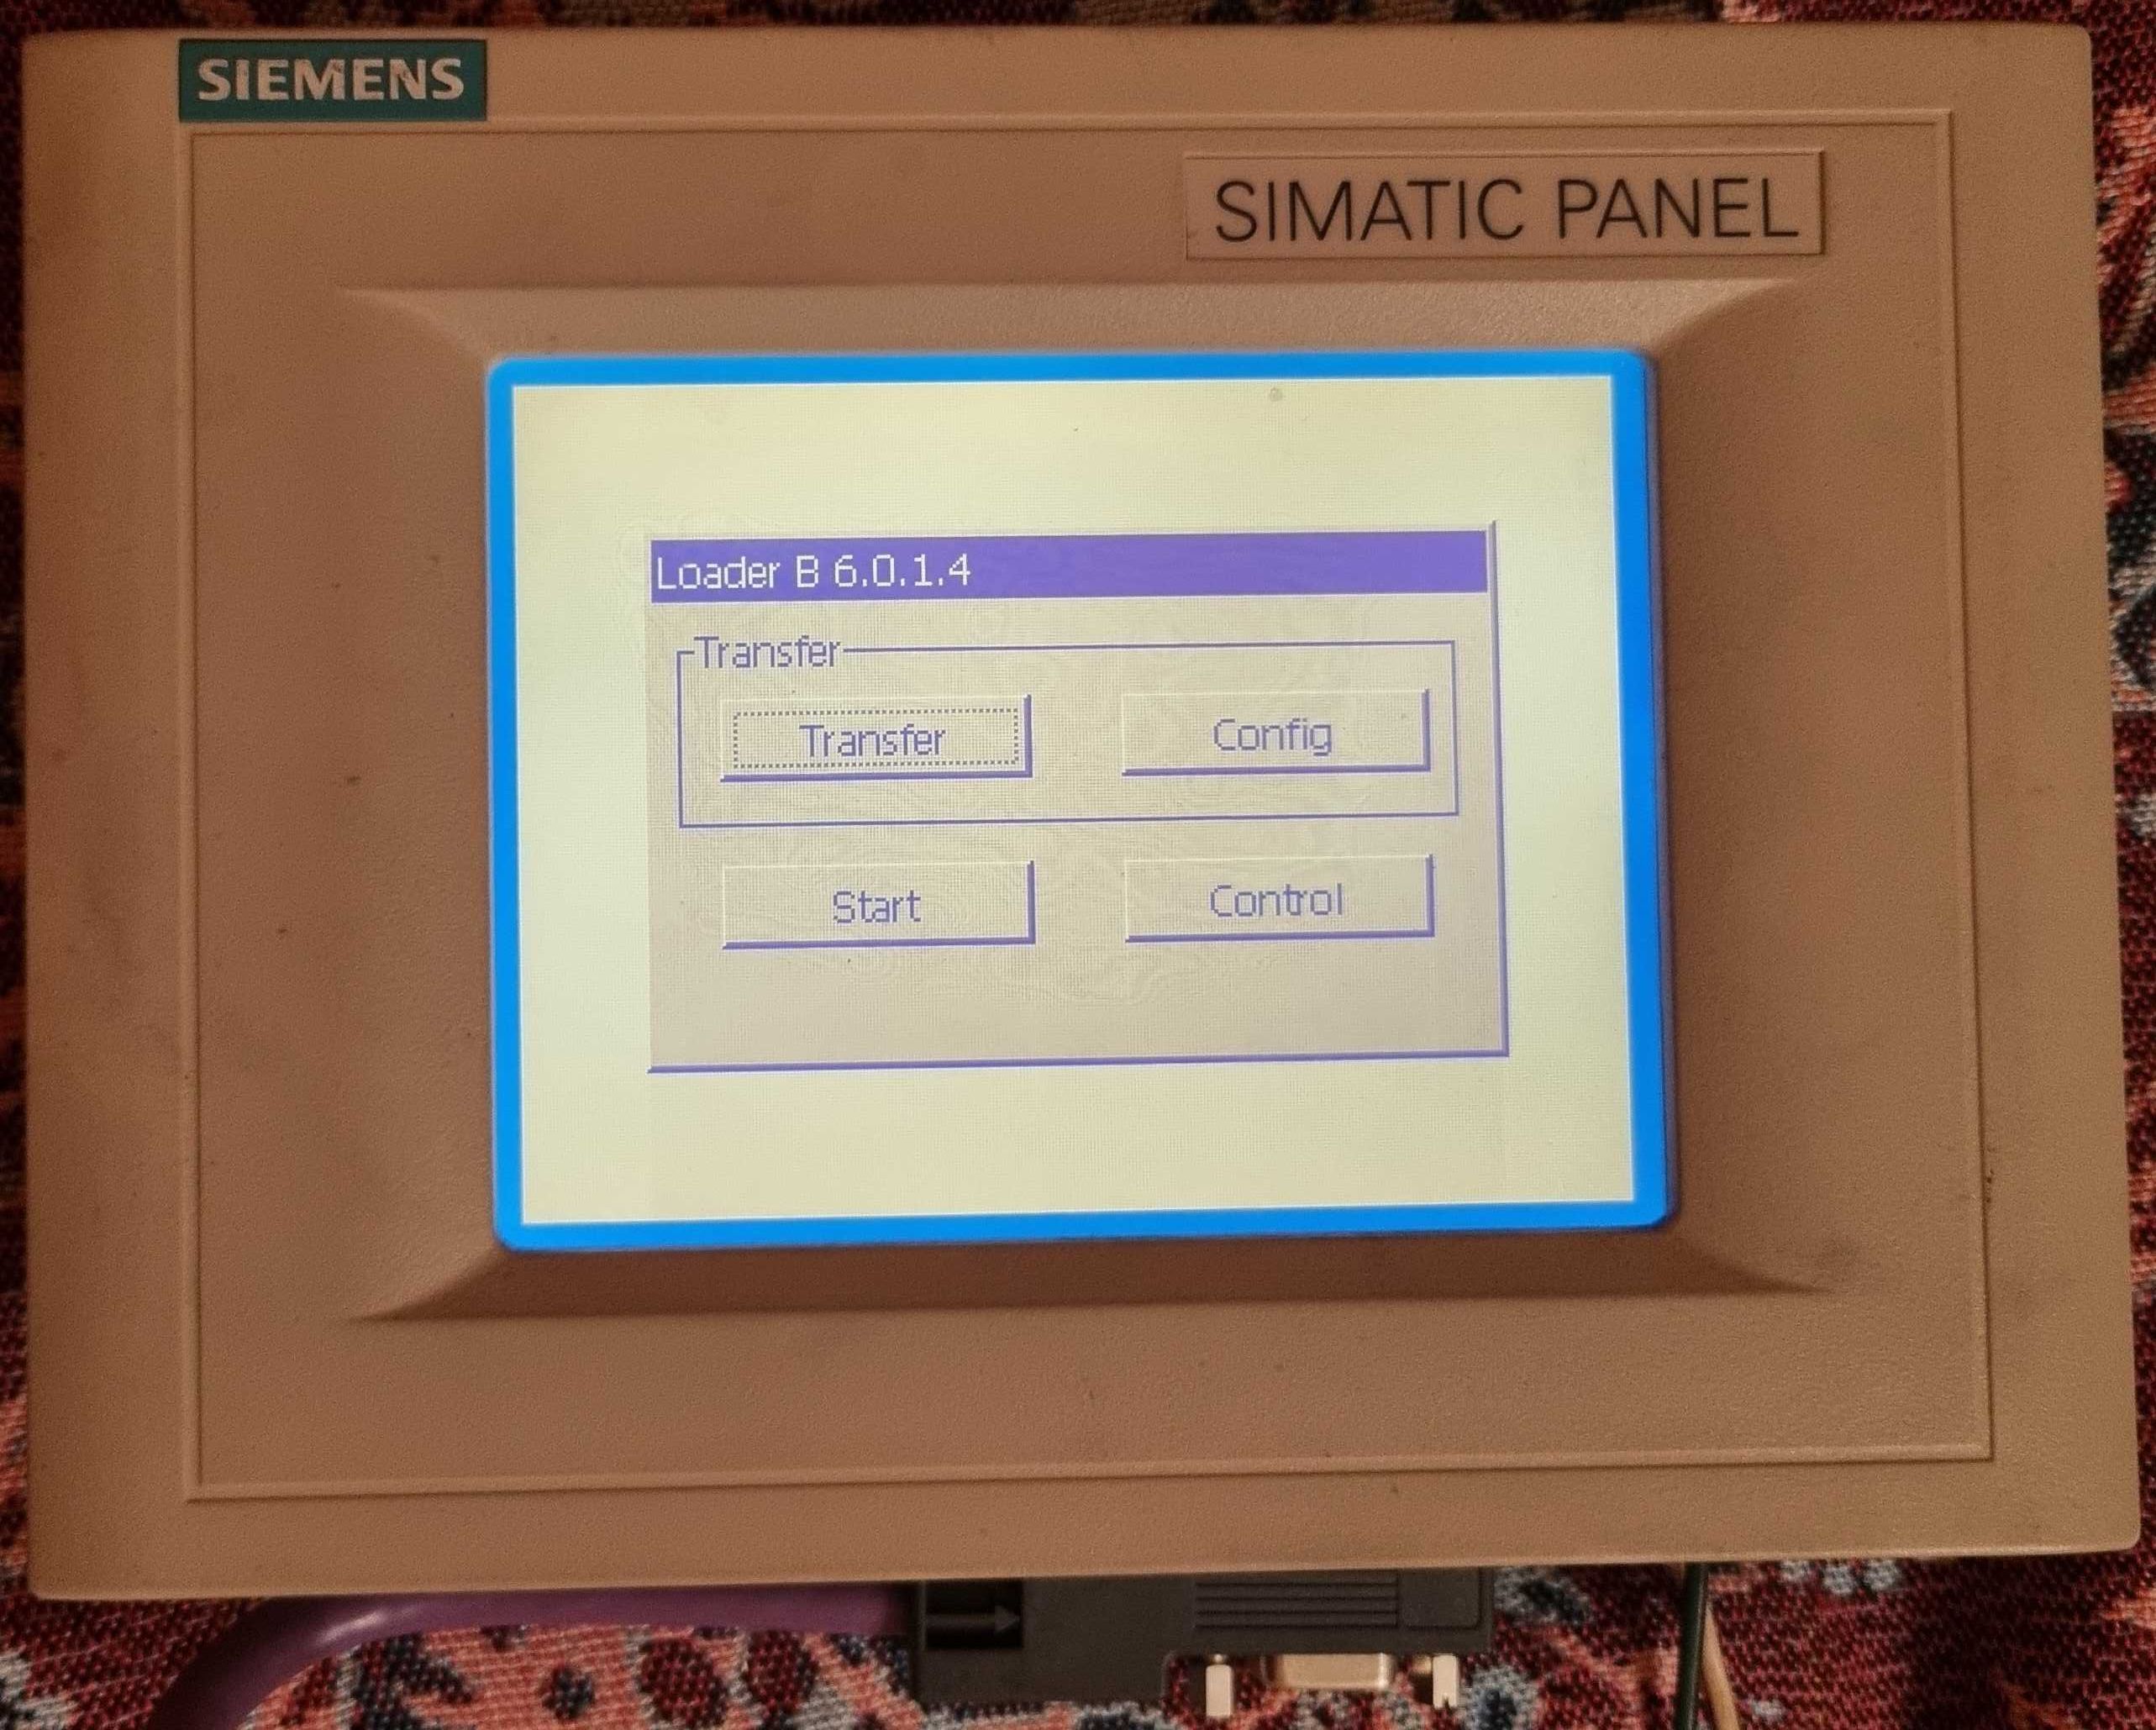 SIEMENS
SIMATIC PANEL
Loader B 6.0.1.4
Transfer
Transfer Config
Start Control